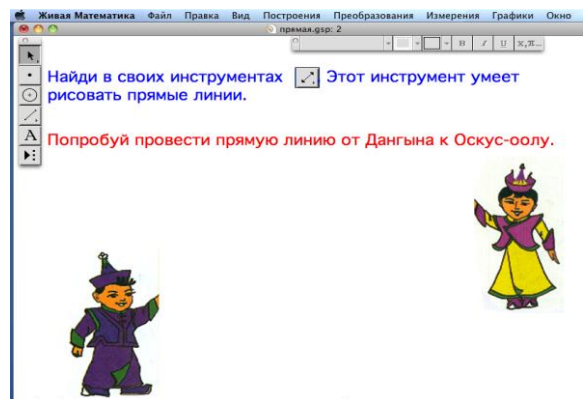 Живая Математика Файл Правка Вид Построения Преобразования Измерения Графики Окно
прямая.gsp: 2
B I U X,π...
Найди в своих инструментах Этот инструмент умеет
рисовать прямые линии.
A
Попробуй провести прямую линию от Дангына к Оскус-оолу.